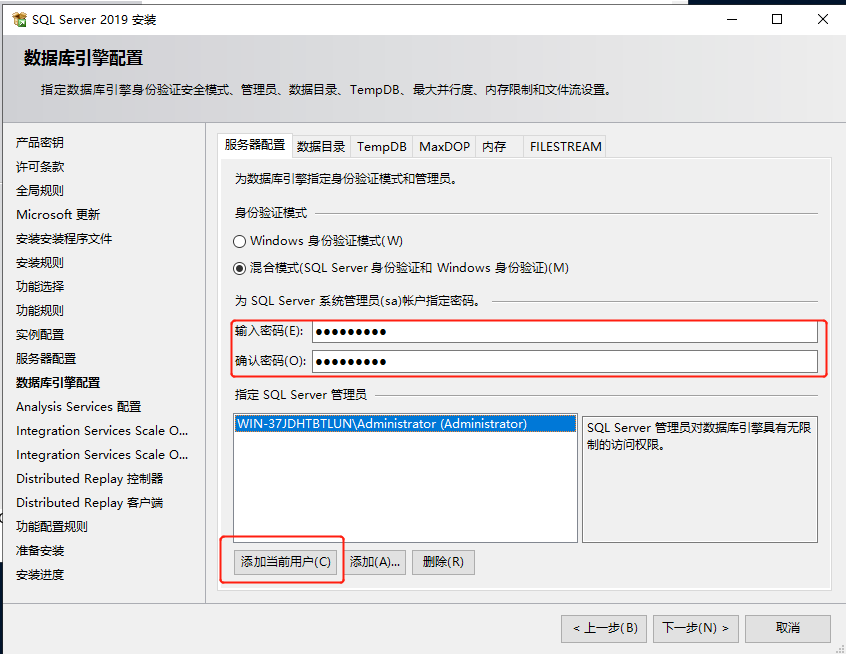 SQL Server 2019 安装
数据库引擎配置
指定数据库引擎身份验证安全模式、管理员、数据目录、TempDB、最大并行度、内存限制和文件流设置。
产品密钥
许可条款
全局规则
Microsoft 更新
安装安装程序文件
安装规则
功能选择
功能规则
实例配置
服务器配置
数据库引擎配置
Analysis Services 配置
Integration Services Scale O...
Integration Services Scale O...
Distributed Replay 控制器
Distributed Replay 客户端
功能配置规则
准备安装
安装进度
服务器配置 数据目录 TempDB MaxDOP 内存 FILESTREAM
为数据库引擎指定身份验证模式和管理员。
身份验证模式
Windows 身份验证模式(W)
混合模式(SQL Server 身份验证和 Windows 身份验证)(M)
为 SQL Server 系统管理员(sa)帐户指定密码。
输入密码(E): ●●●●●●●●●
确认密码(O): ●●●●●●●●●
指定 SQL Server 管理员
WIN-37JDHTBTLUN\Administrator (Administrator)
SQL Server 管理员对数据库引擎具有无限
制的访问权限。
添加当前用户(C) 添加(A)... 删除(R)
< 上一步(B) 下一步(N) > 取消